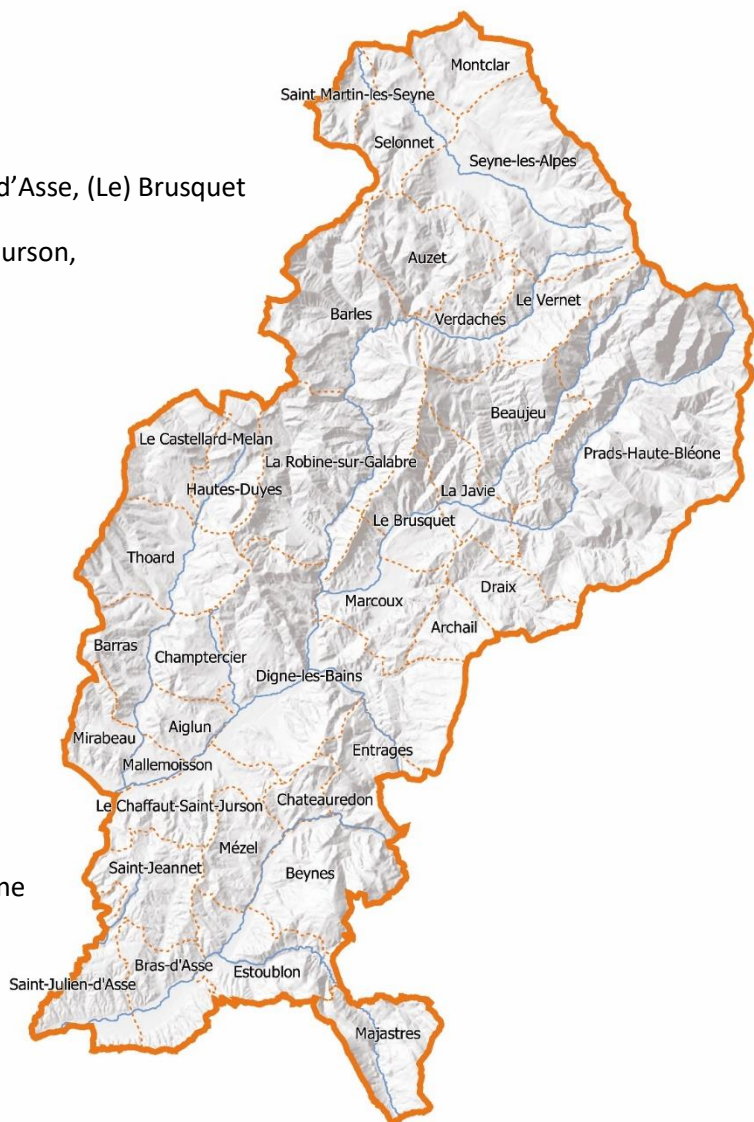 Montclar
Saint Martin-les-Seyne
Selonnet
Seyne-les-Alpes
d'Asse, (Le) Brusquet
Auzet
Le Vernet
Barles
Verdaches
Beaujeu
Le Castellard-Melan
La Robine-sur-Galabre
Prads-Haute-Bléone
Hautes-Duyes
La Javie
Le Brusquet
Thoard
Draix
Marcoux
Archail
Barras
Champtercier
Digne-les-Bains
Aiglun
Mirabeau
Entrages
Mallemoisson
Le Chaffaut-Saint-Jurson
Chateauredon
Mézel
Saint-Jeannet
Beynes
Bras-d'Asse
Estoublon
Saint-Julien-d'Asse
Majastres